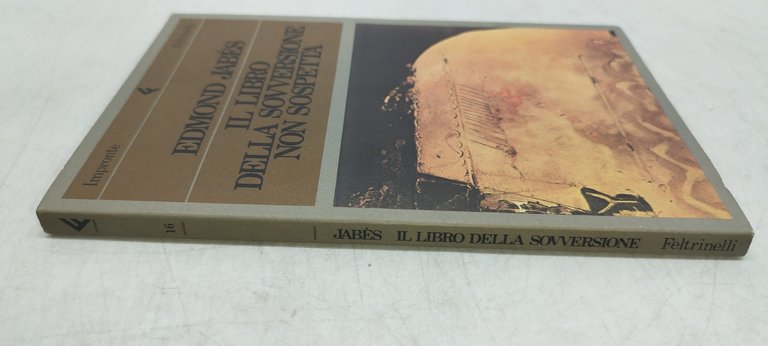 Impronte
EDMOND JABÈS
IL LIBRO
DELLA SOVVERSIONE
NON SOSPETTA
16
JABÈS IL LIBRO DELLA SOVVERSIONE Feltrinelli